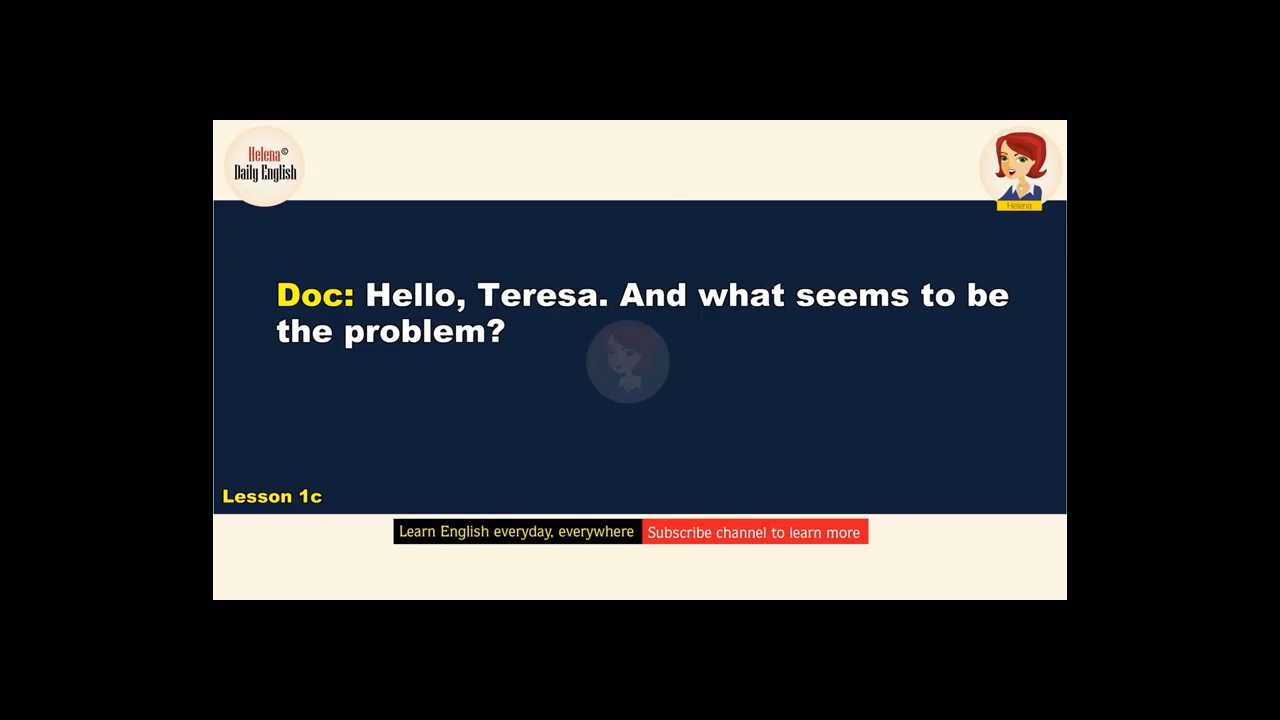 Helena©
Daily English
Helena
Doc: Hello, Teresa. And what seems to be
the problem?
Lesson 1c
Learn English everyday, everywhere
Subscribe channel to learn more